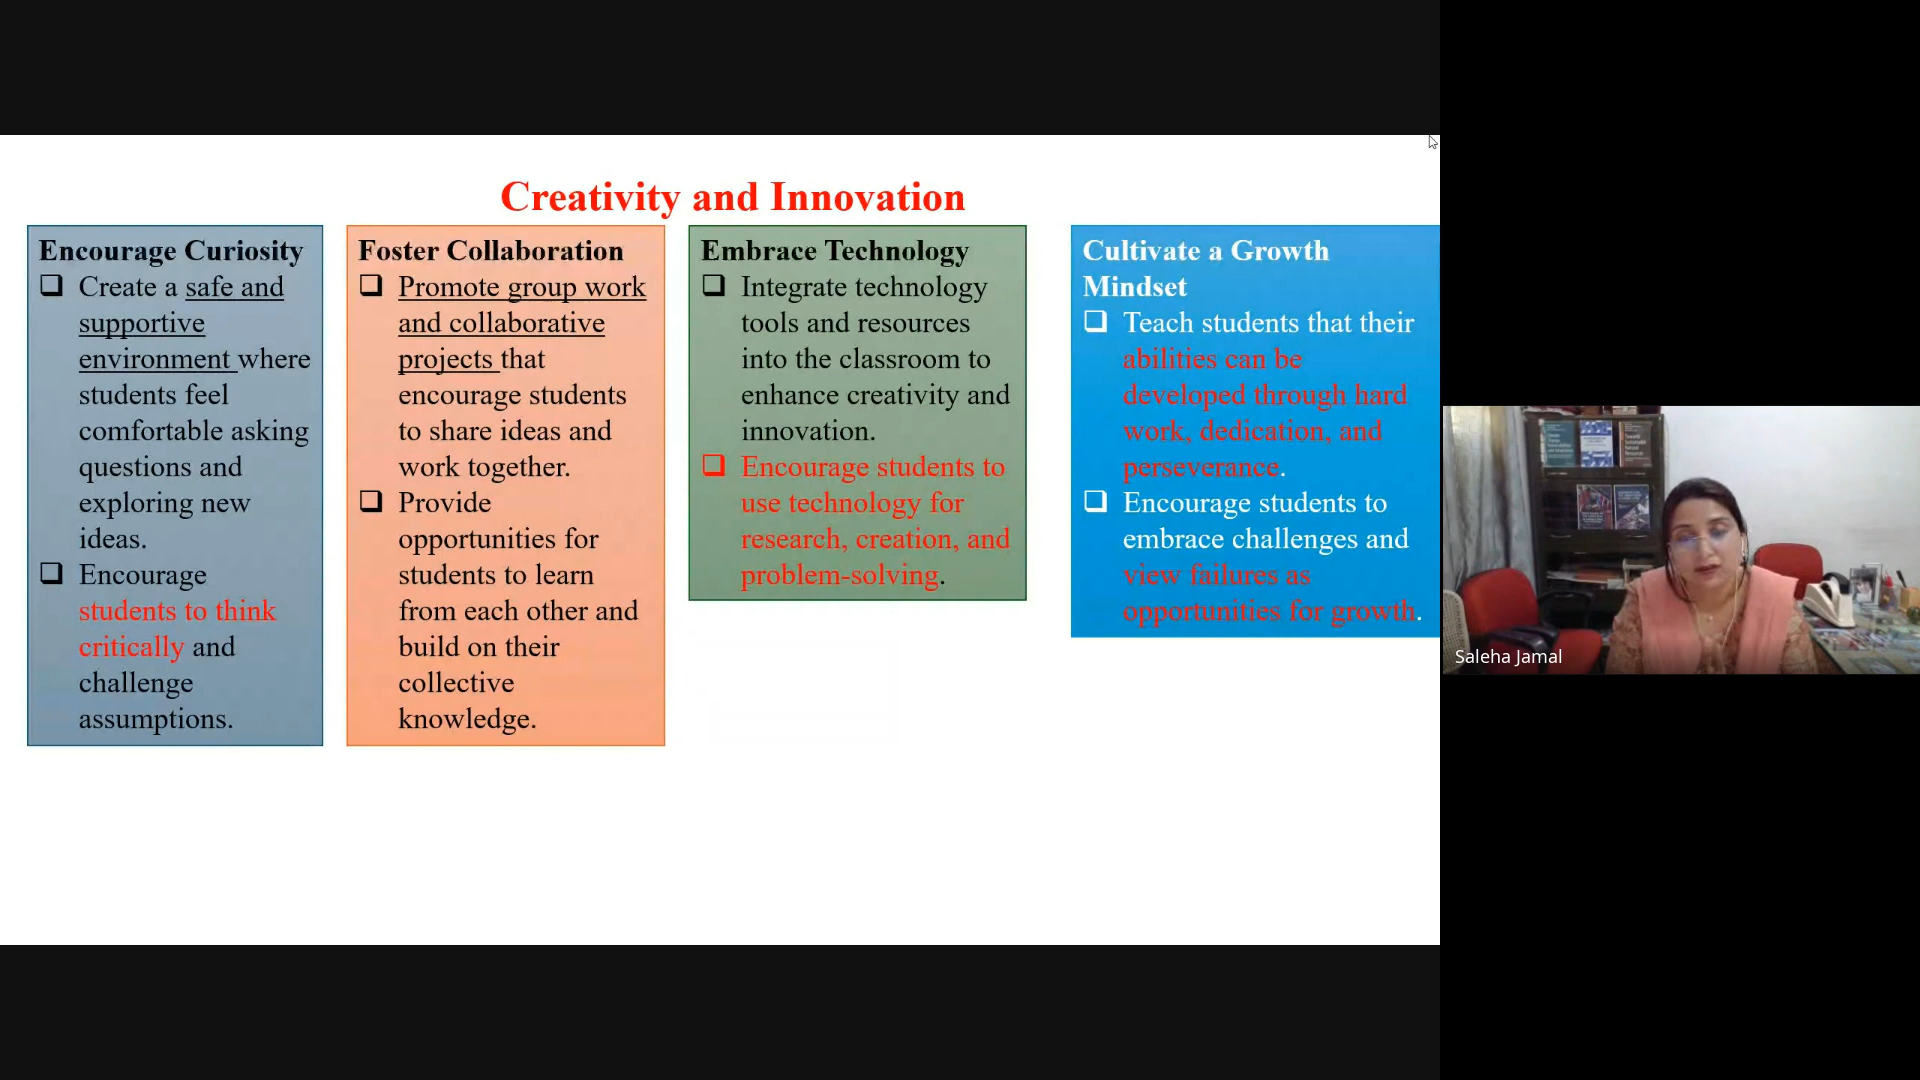 Creativity and Innovation
Encourage Curiosity
❑ Create a safe and
supportive
environment where
students feel
comfortable asking
questions and
exploring new
ideas.
❑ Encourage
students to think
critically and
challenge
assumptions.
Foster Collaboration
❑ Promote group work
and collaborative
projects that
encourage students
to share ideas and
work together.
❑ Provide
opportunities for
students to learn
from each other and
build on their
collective
knowledge.
Embrace Technology
❑ Integrate technology
tools and resources
into the classroom to
enhance creativity and
innovation.
❑ Encourage students to
use technology for
research, creation, and
problem-solving.
Cultivate a Growth
Mindset
❑ Teach students that their
abilities can be
developed through hard
work, dedication, and
perseverance.
❑ Encourage students to
embrace challenges and
view failures as
opportunities for growth.
Saleha Jamal